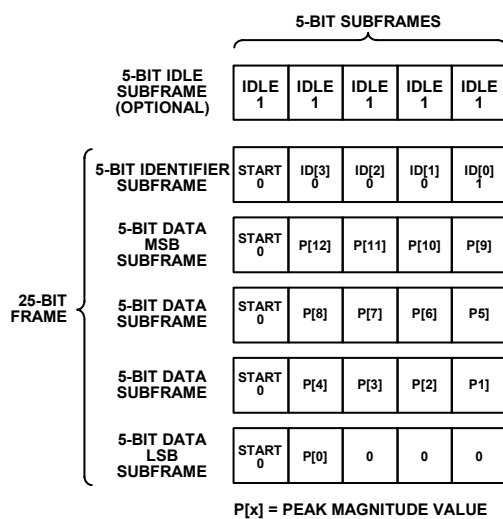 5-BIT SUBFRAMES
5-BIT IDLE
SUBFRAME
(OPTIONAL)
IDLE IDLE IDLE IDLE IDLE
1 1 1 1 1
25-BIT
FRAME
5-BIT IDENTIFIER
SUBFRAME
START ID[3] ID[2] ID[1] ID[0]
0 0 0 0 1
5-BIT DATA
MSB
SUBFRAME
START P[12] P[11] P[10] P[9]
0
5-BIT DATA
SUBFRAME
START P[8] P[7] P[6] P5]
0
5-BIT DATA
SUBFRAME
START P[4] P[3] P[2] P1]
0
5-BIT DATA
LSB
SUBFRAME
START P[0] 0 0 0
0
P[x] = PEAK MAGNITUDE VALUE